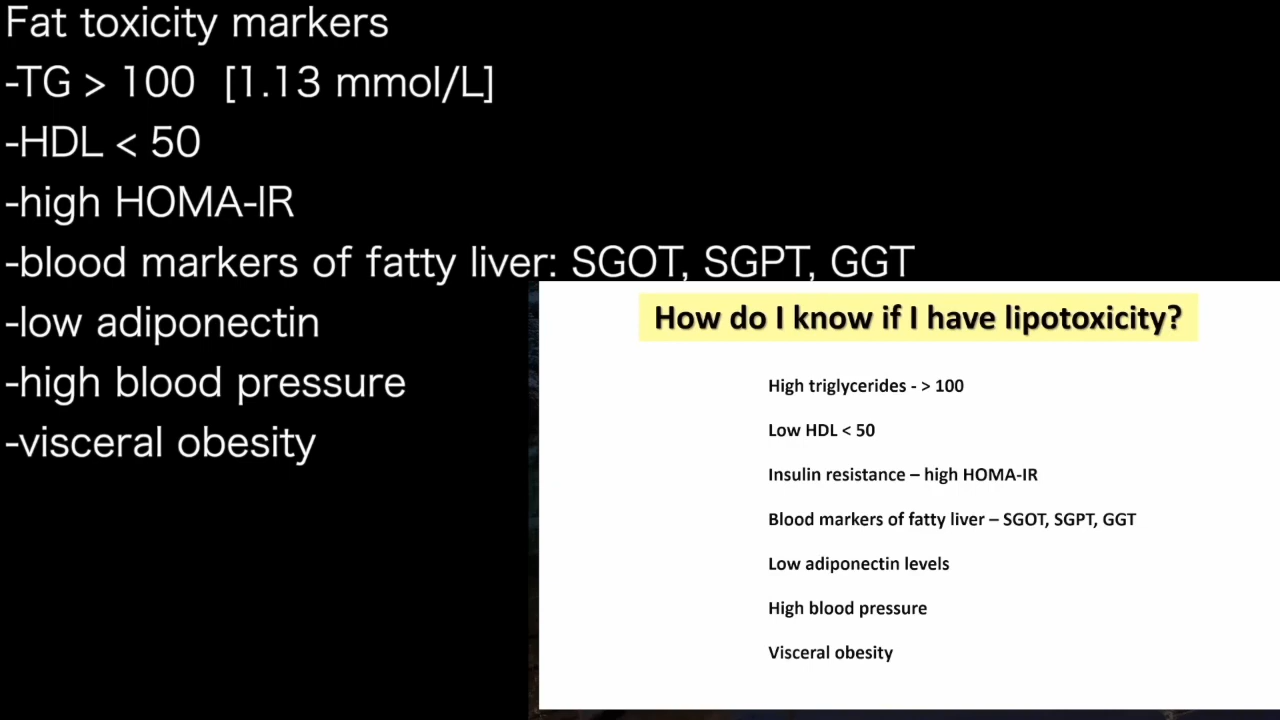 Fat toxicity markers
-TG > 100 [1.13 mmol/L]
-HDL < 50
-high HOMA-IR
-blood markers of fatty liver: SGOT, SGPT, GGT
-low adiponectin
-high blood pressure
-visceral obesity
How do I know if I have lipotoxicity?
High triglycerides - > 100
Low HDL < 50
Insulin resistance – high HOMA-IR
Blood markers of fatty liver – SGOT, SGPT, GGT
Low adiponectin levels
High blood pressure
Visceral obesity